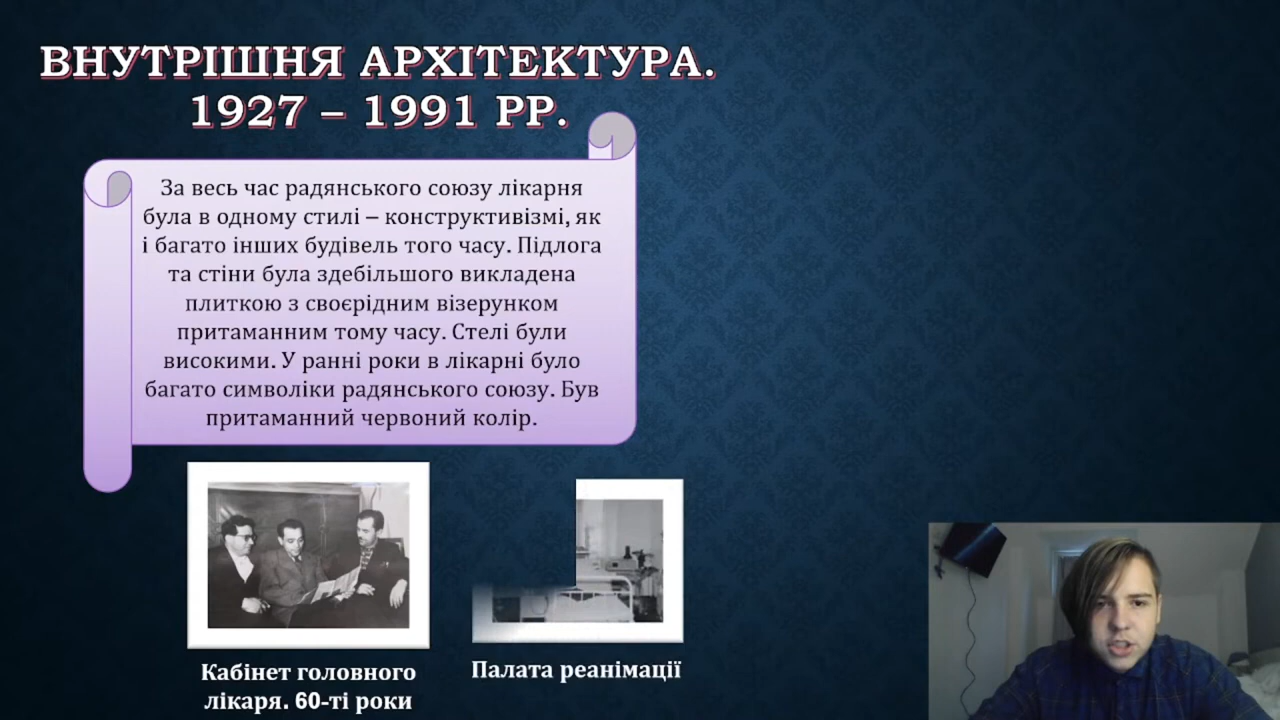 ВНУТРІШНЯ АРХІТЕКТУРА.
1927 – 1991 РР.
За весь час радянського союзу лікарня
була в одному стилі – конструктивізмі, як
і багато інших будівель того часу. Підлога
та стіни була здебільшого викладена
плиткою з своєрідним візерунком
притаманним тому часу. Стелі були
високими. У ранні роки в лікарні було
багато символіки радянського союзу. Був
притаманний червоний колір.
Кабінет головного
лікаря. 60-ті роки
Палата реанімації